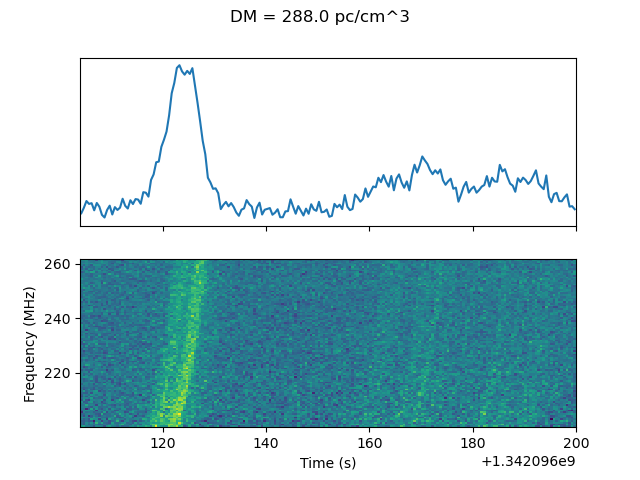 DM = 288.0 pc/cm^3
260
240
220
Frequency (MHz)
120 140 160 180 200
Time (s)
+1.342096e9